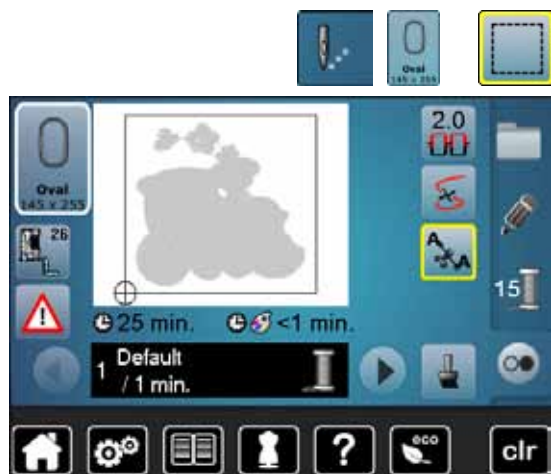 Oval
145 x 255
2.0
Oval
145 x 255
26
A
A
15
25 min.
<1 min.
1 Default
/ 1 min.
?
eco
clr